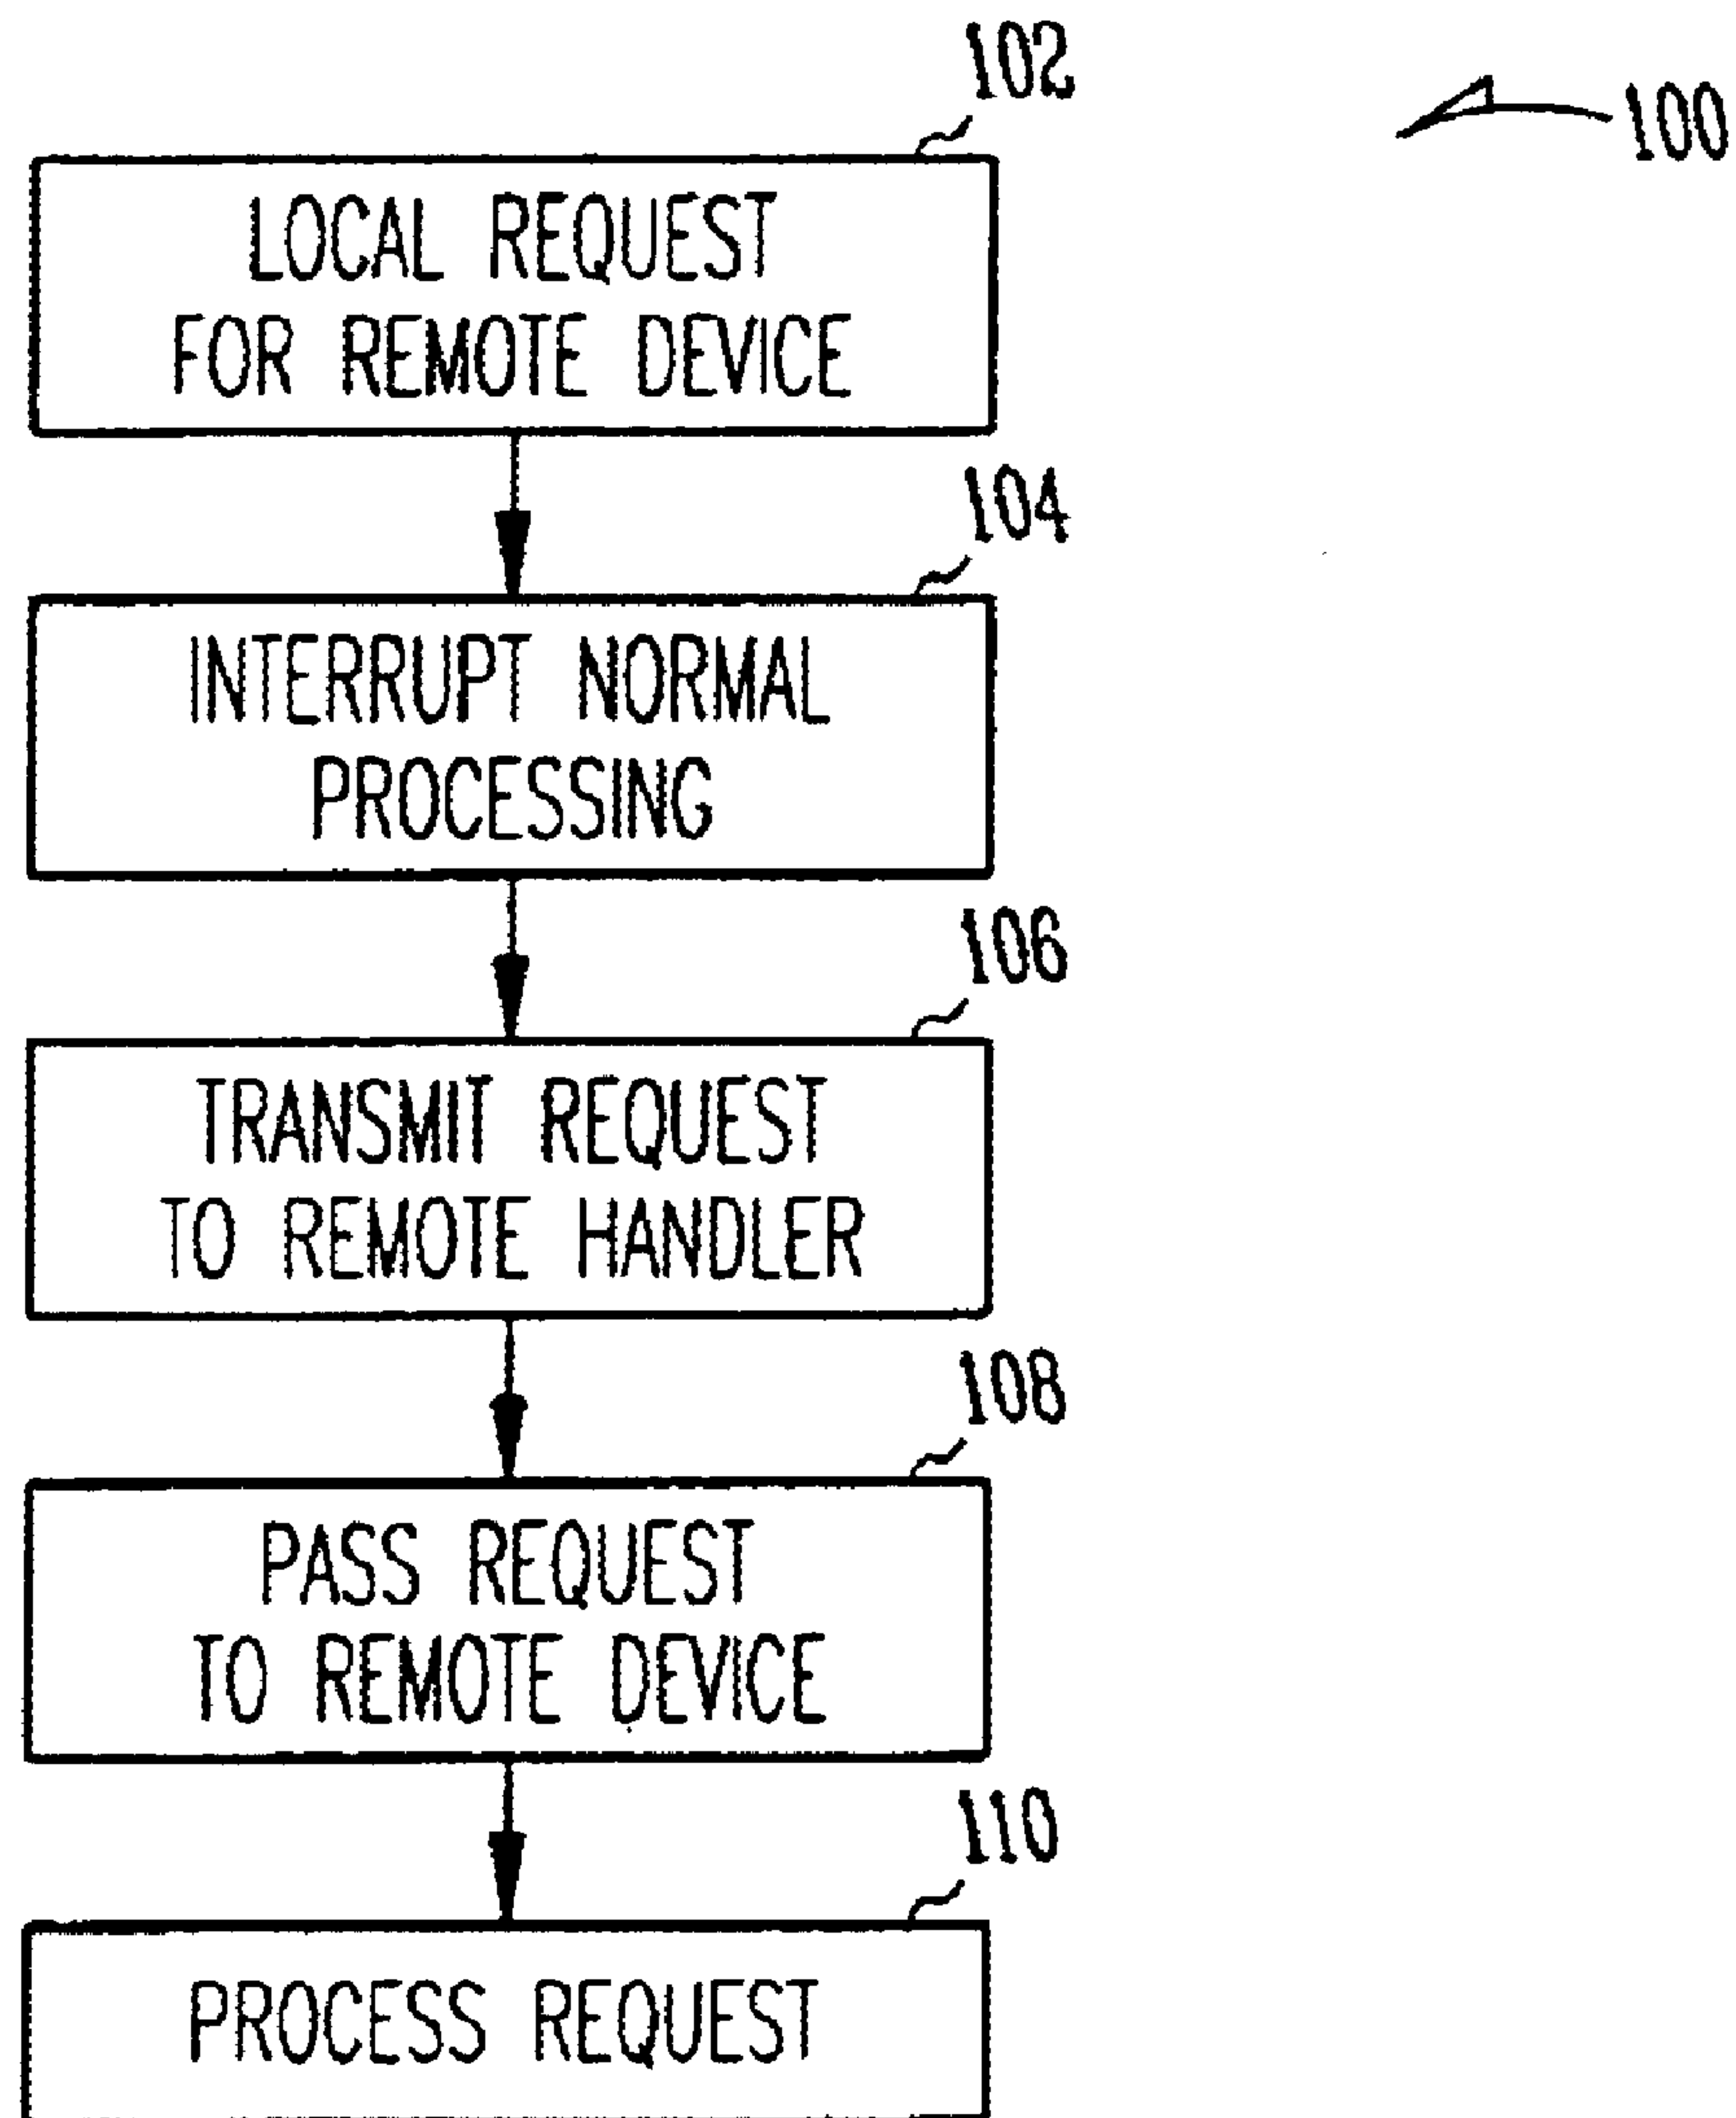 102
100
LOCAL REQUEST
FOR REMOTE DEVICE
104
INTERRUPT NORMAL
PROCESSING
106
TRANSMIT REQUEST
TO REMOTE HANDLER
108
PASS REQUEST
TO REMOTE DEVICE
110
PROCESS REQUEST